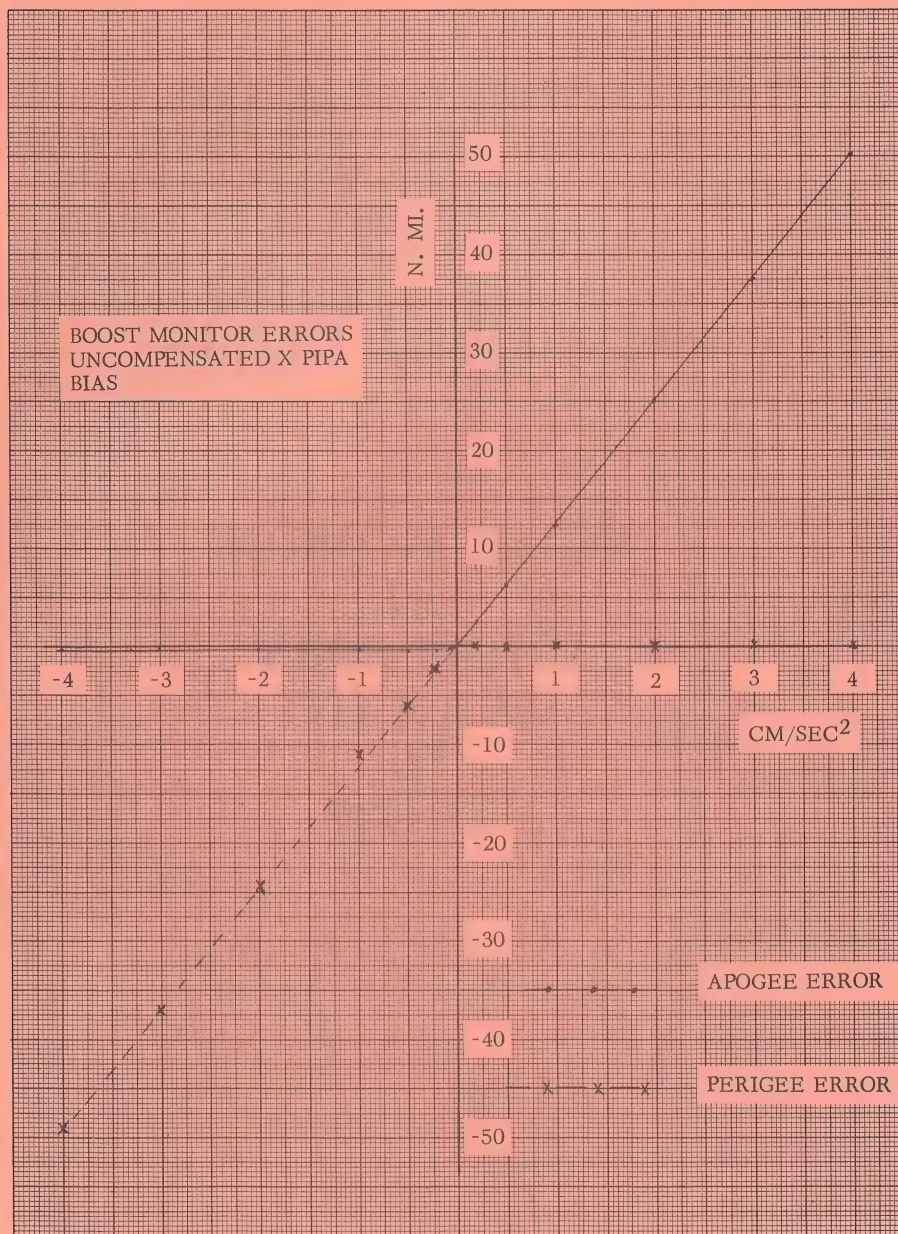 50
N. MI.
40
BOOST MONITOR ERRORS
UNCOMPENSATED X PIPA
BIAS
30
20
10
-4 -3 -2 -1 1 2 3 4
CM/SEC²
-10
-20
-30
APOGEE ERROR
-40
PERIGEE ERROR
-50